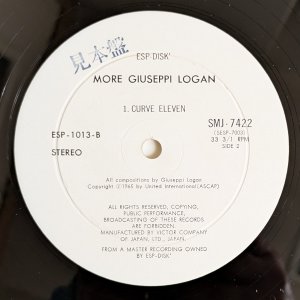 見本盤
ESP-DISK'
MORE GIUSEPPI LOGAN
1. CURVE ELEVEN
ESP-1013-B
STEREO
SMJ-7422
(SESP-7003)
33 1/3 RPM
SIDE 2
All compositions by Giuseppi Logan
Copyright ⓒ1965 by United International(ASCAP)
ALL RIGHTS RESERVED, COPYING,
PUBLIC PERFORMANCE,
BROADCASTING OF THESE RECORDS
ARE FORBIDDEN.
MANUFACTURED BY VICTOR COMPANY
OF JAPAN, LTD., JAPAN.
FROM A MASTER RECORDING OWNED
BY ESP-DISK'